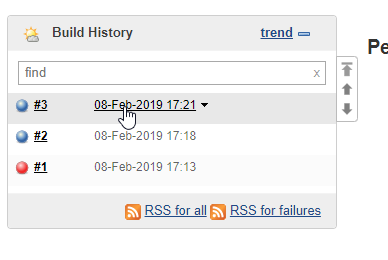 Build History trend
find x
#3 08-Feb-2019 17:21
#2 08-Feb-2019 17:18
#1 08-Feb-2019 17:13
RSS for all RSS for failures
Pe